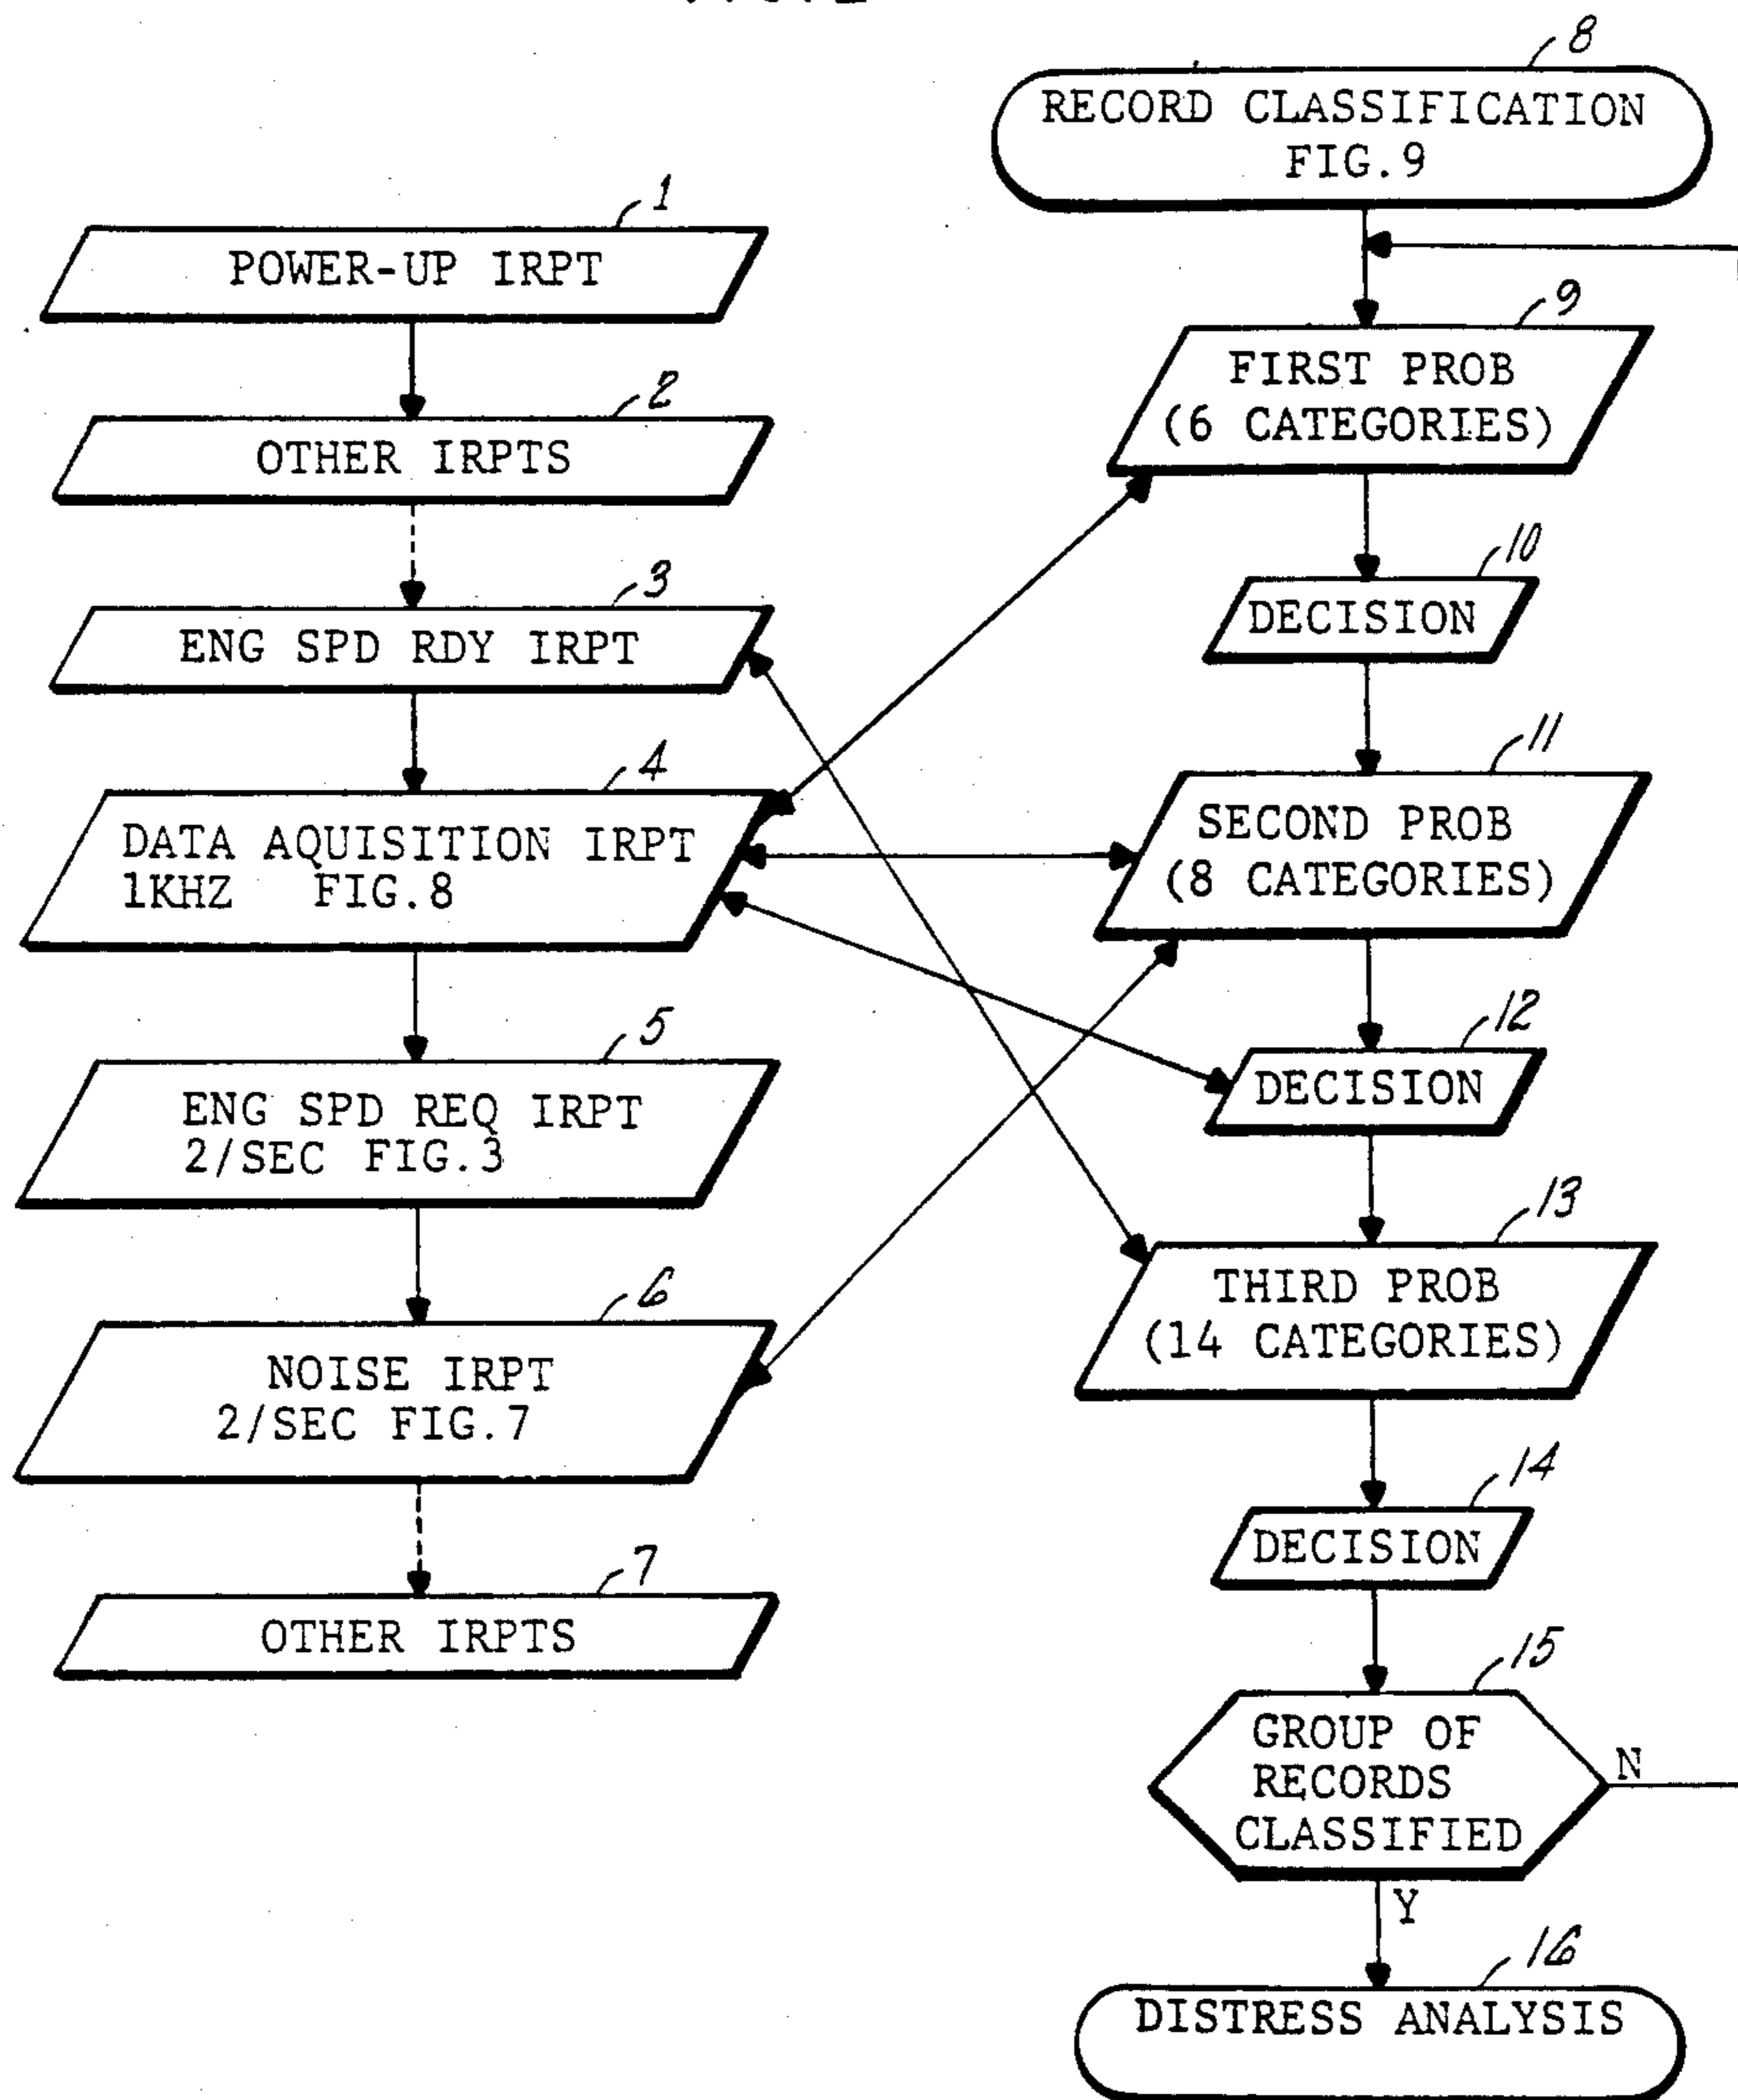 8
RECORD CLASSIFICATION
FIG.9
1
POWER-UP IRPT
2
OTHER IRPTS
3
ENG SPD RDY IRPT
4
DATA AQUISITION IRPT
1KHZ FIG.8
5
ENG SPD REQ IRPT
2/SEC FIG.3
6
NOISE IRPT
2/SEC FIG.7
7
OTHER IRPTS
9
FIRST PROB
(6 CATEGORIES)
10
DECISION
11
SECOND PROB
(8 CATEGORIES)
12
DECISION
13
THIRD PROB
(14 CATEGORIES)
14
DECISION
15
GROUP OF
RECORDS
CLASSIFIED
N
Y
16
DISTRESS ANALYSIS